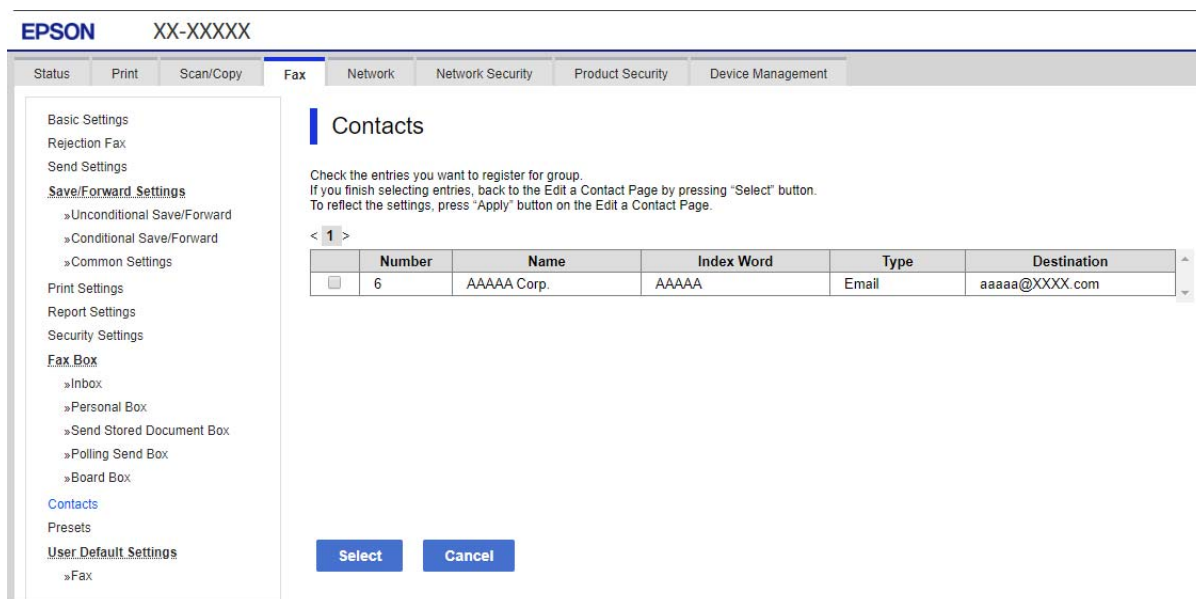 EPSON XX-XXXXX
Status Print Scan/Copy Fax Network Network Security Product Security Device Management
Basic Settings
Rejection Fax
Send Settings
Save/Forward Settings
»Unconditional Save/Forward
»Conditional Save/Forward
»Common Settings
Print Settings
Report Settings
Security Settings
Fax Box
»Inbox
»Personal Box
»Send Stored Document Box
»Polling Send Box
»Board Box
Contacts
Presets
User Default Settings
»Fax
Contacts
Check the entries you want to register for group.
If you finish selecting entries, back to the Edit a Contact Page by pressing “Select” button.
To reflect the settings, press “Apply” button on the Edit a Contact Page.
< 1 >
Number Name Index Word Type Destination
6 AAAAA Corp. AAAAA Email aaaaa@XXXX.com
Select Cancel